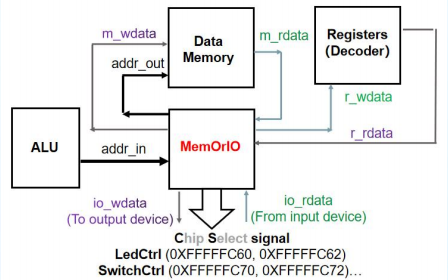 m_wdata
Data
Memory
m_rdata
Registers
(Decoder)
addr_out
r_wdata
ALU
addr_in
MemOrIO
r_rdata
io_wdata
(To output device)
io_rdata
(From input device)
Chip Select signal
LedCtrl (0XFFFFFC60, 0XFFFFFC62)
SwitchCtrl (0XFFFFFC70, 0XFFFFFC72)…